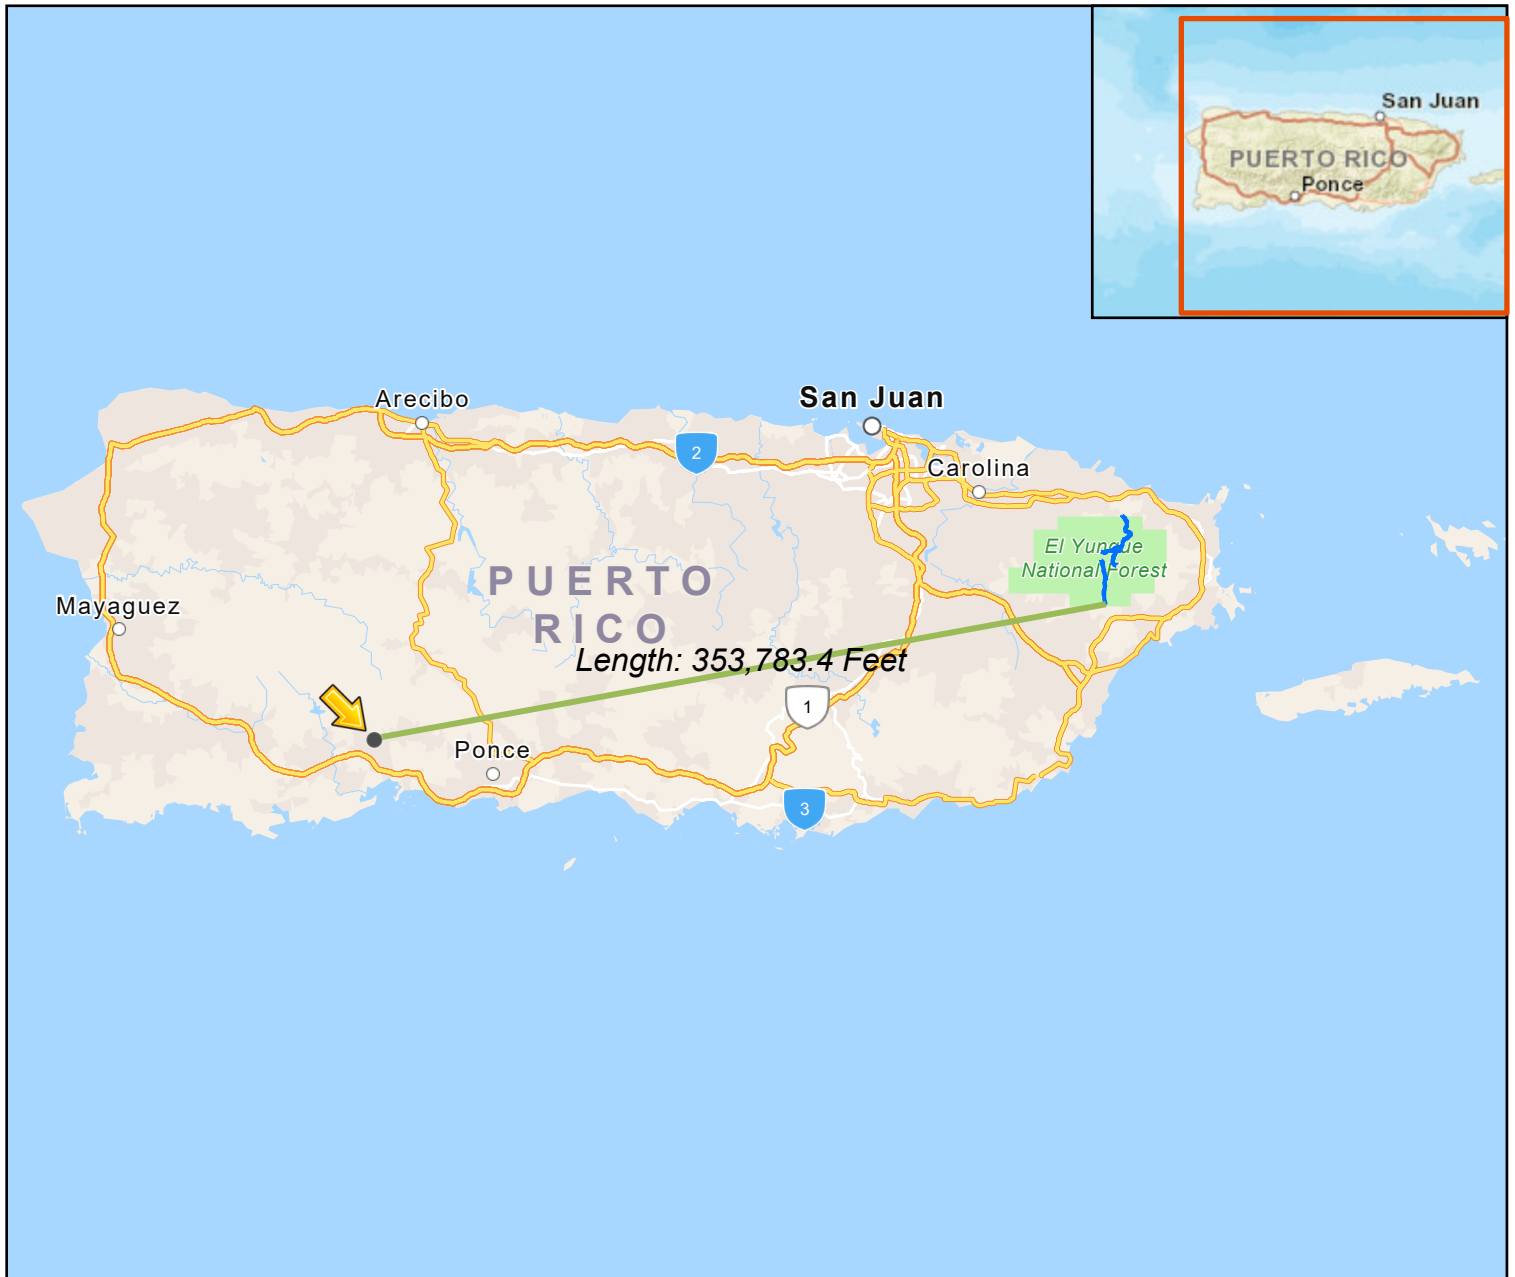 San Juan
PUERTO RICO
Ponce
Arecibo
San Juan
2
Carolina
El Yunque
National Forest
PUERTO
RICO
Mayaguez
Length: 353,783.4 Feet
1
Ponce
3